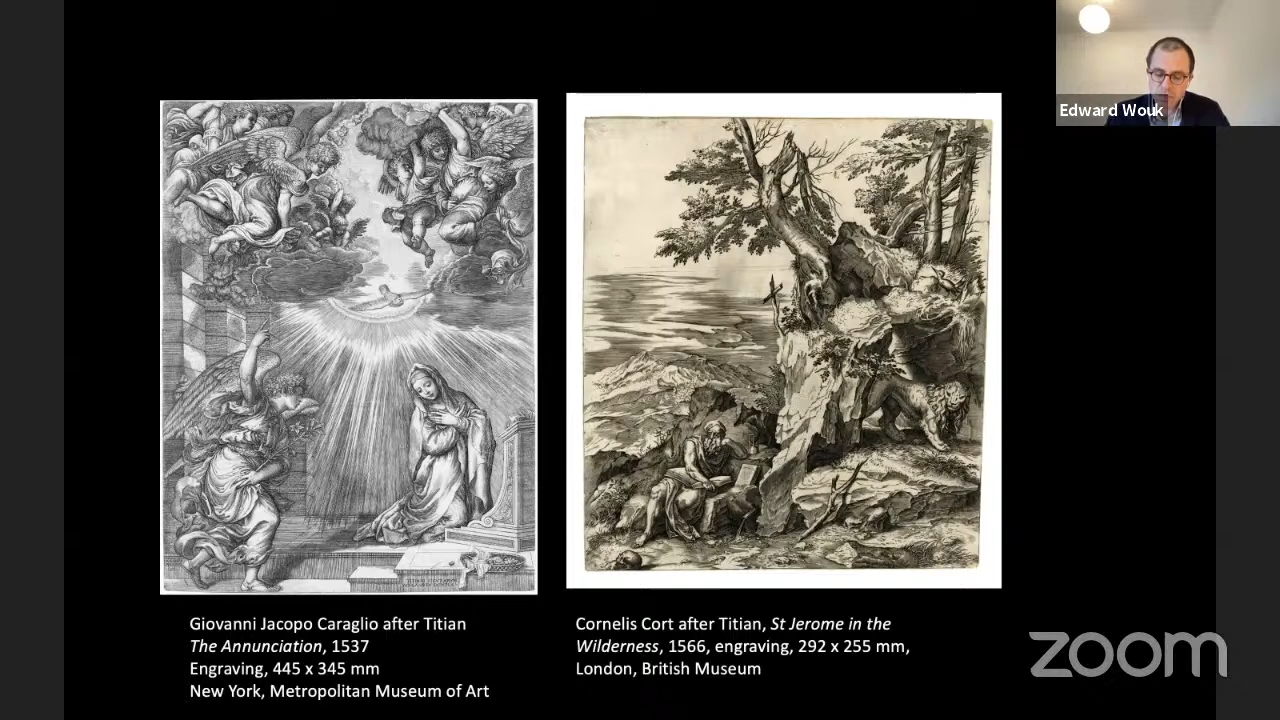 Edward Wouk
Giovanni Jacopo Caraglio after Titian
The Annunciation, 1537
Engraving, 445 x 345 mm
New York, Metropolitan Museum of Art
Cornelis Cort after Titian, St Jerome in the
Wilderness, 1566, engraving, 292 x 255 mm,
London, British Museum
zoom